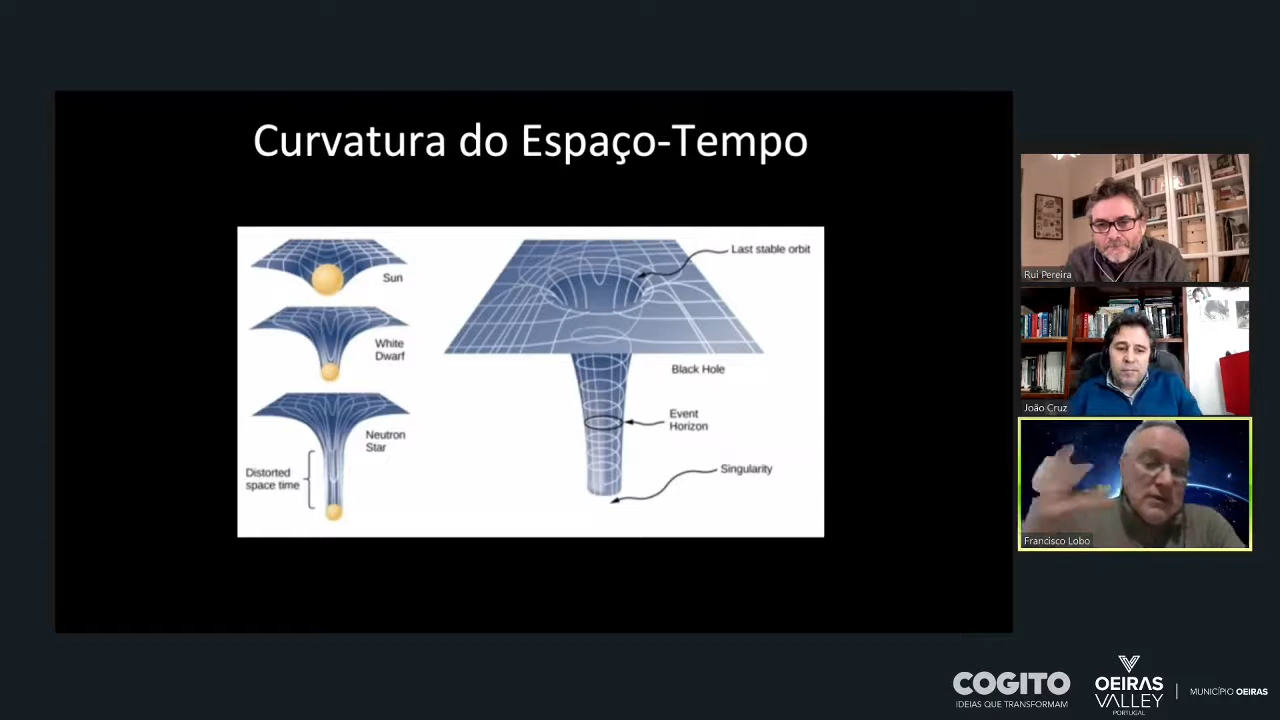 Curvatura do Espaço-Tempo
Sun
White
Dwarf
Neutron
Star
Distorted
space time
Last stable orbit
Black Hole
Event
Horizon
Singularity
Rui Pereira
João Cruz
Francisco Lobo
COGITO
IDEIAS QUE TRANSFORMAM
OEIRAS
VALLEY
PORTUGAL
MUNICÍPIO OEIRAS